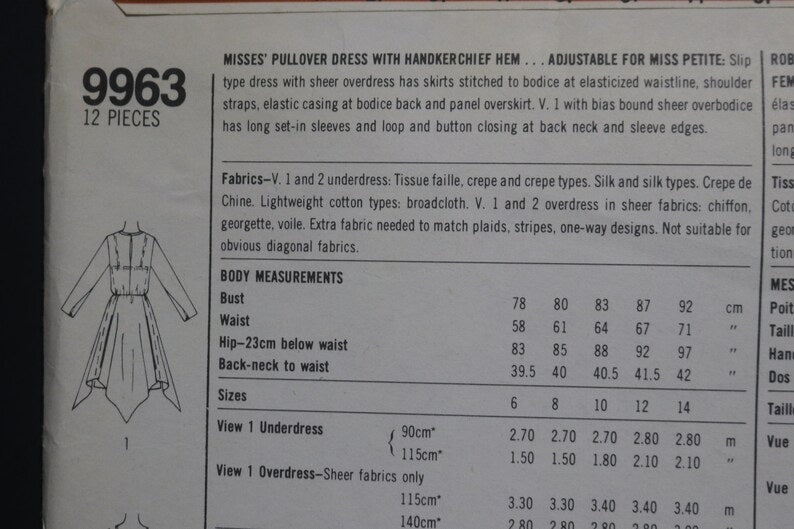 9963
12 PIECES
MISSES' PULLOVER DRESS WITH HANDKERCHIEF HEM . . . ADJUSTABLE FOR MISS PETITE: Slip
type dress with sheer overdress has skirts stitched to bodice at elasticized waistline, shoulder
straps, elastic casing at bodice back and panel overskirt. V. 1 with bias bound sheer overbodice
has long set-in sleeves and loop and button closing at back neck and sleeve edges.
Fabrics—V. 1 and 2 underdress: Tissue faille, crepe and crepe types. Silk and silk types. Crepe de
Chine. Lightweight cotton types: broadcloth. V. 1 and 2 overdress in sheer fabrics: chiffon,
georgette, voile. Extra fabric needed to match plaids, stripes, one-way designs. Not suitable for
obvious diagonal fabrics.
BODY MEASUREMENTS
Bust 78 80 83 87 92 cm
Waist 58 61 64 67 71 "
Hip—23cm below waist 83 85 88 92 97 "
Back-neck to waist 39.5 40 40.5 41.5 42 "
Sizes 6 8 10 12 14
View 1 Underdress { 90cm* 2.70 2.70 2.70 2.80 2.80 m
115cm* 1.50 1.50 1.80 2.10 2.10 "
View 1 Overdress—Sheer fabrics only
115cm* 3.30 3.30 3.40 3.40 3.40 m
140cm* 2.80 2.80 2.80 2.90
1
ROB
FEM
élas
pan
long
Tiss
Coto
geor
tion
MES
Poit
Taill
Han
Dos
Taill
Vue
Vue